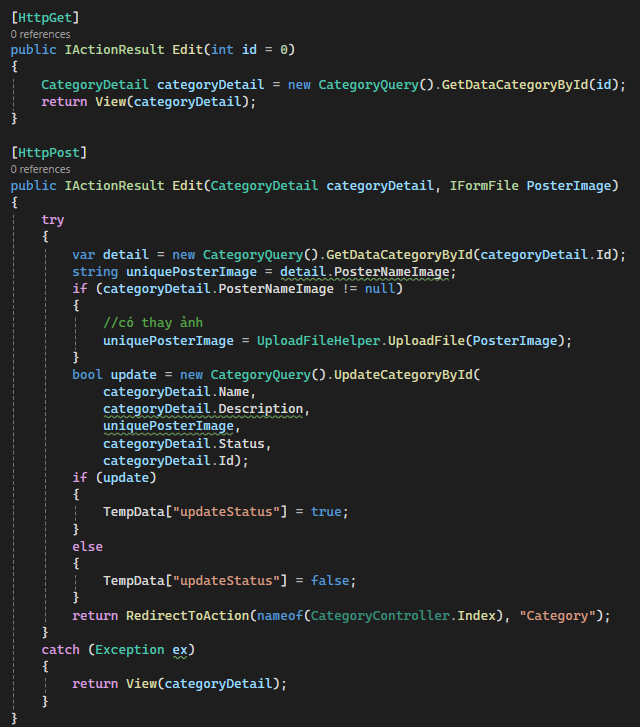 [HttpGet]
0 references
public IActionResult Edit(int id = 0)
{
    CategoryDetail categoryDetail = new CategoryQuery().GetDataCategoryById(id);
    return View(categoryDetail);
}
[HttpPost]
0 references
public IActionResult Edit(CategoryDetail categoryDetail, IFormFile PosterImage)
{
    try
    {
        var detail = new CategoryQuery().GetDataCategoryById(categoryDetail.Id);
        string uniquePosterImage = detail.PosterNameImage;
        if (categoryDetail.PosterNameImage != null)
        {
            //có thay ảnh
            uniquePosterImage = UploadFileHelper.UploadFile(PosterImage);
        }
        bool update = new CategoryQuery().UpdateCategoryById(
            categoryDetail.Name,
            categoryDetail.Description,
            uniquePosterImage,
            categoryDetail.Status,
            categoryDetail.Id);
        if (update)
        {
            TempData["updateStatus"] = true;
        }
        else
        {
            TempData["updateStatus"] = false;
        }
        return RedirectToAction(nameof(CategoryController.Index), "Category");
    }
    catch (Exception ex)
    {
        return View(categoryDetail);
    }
}